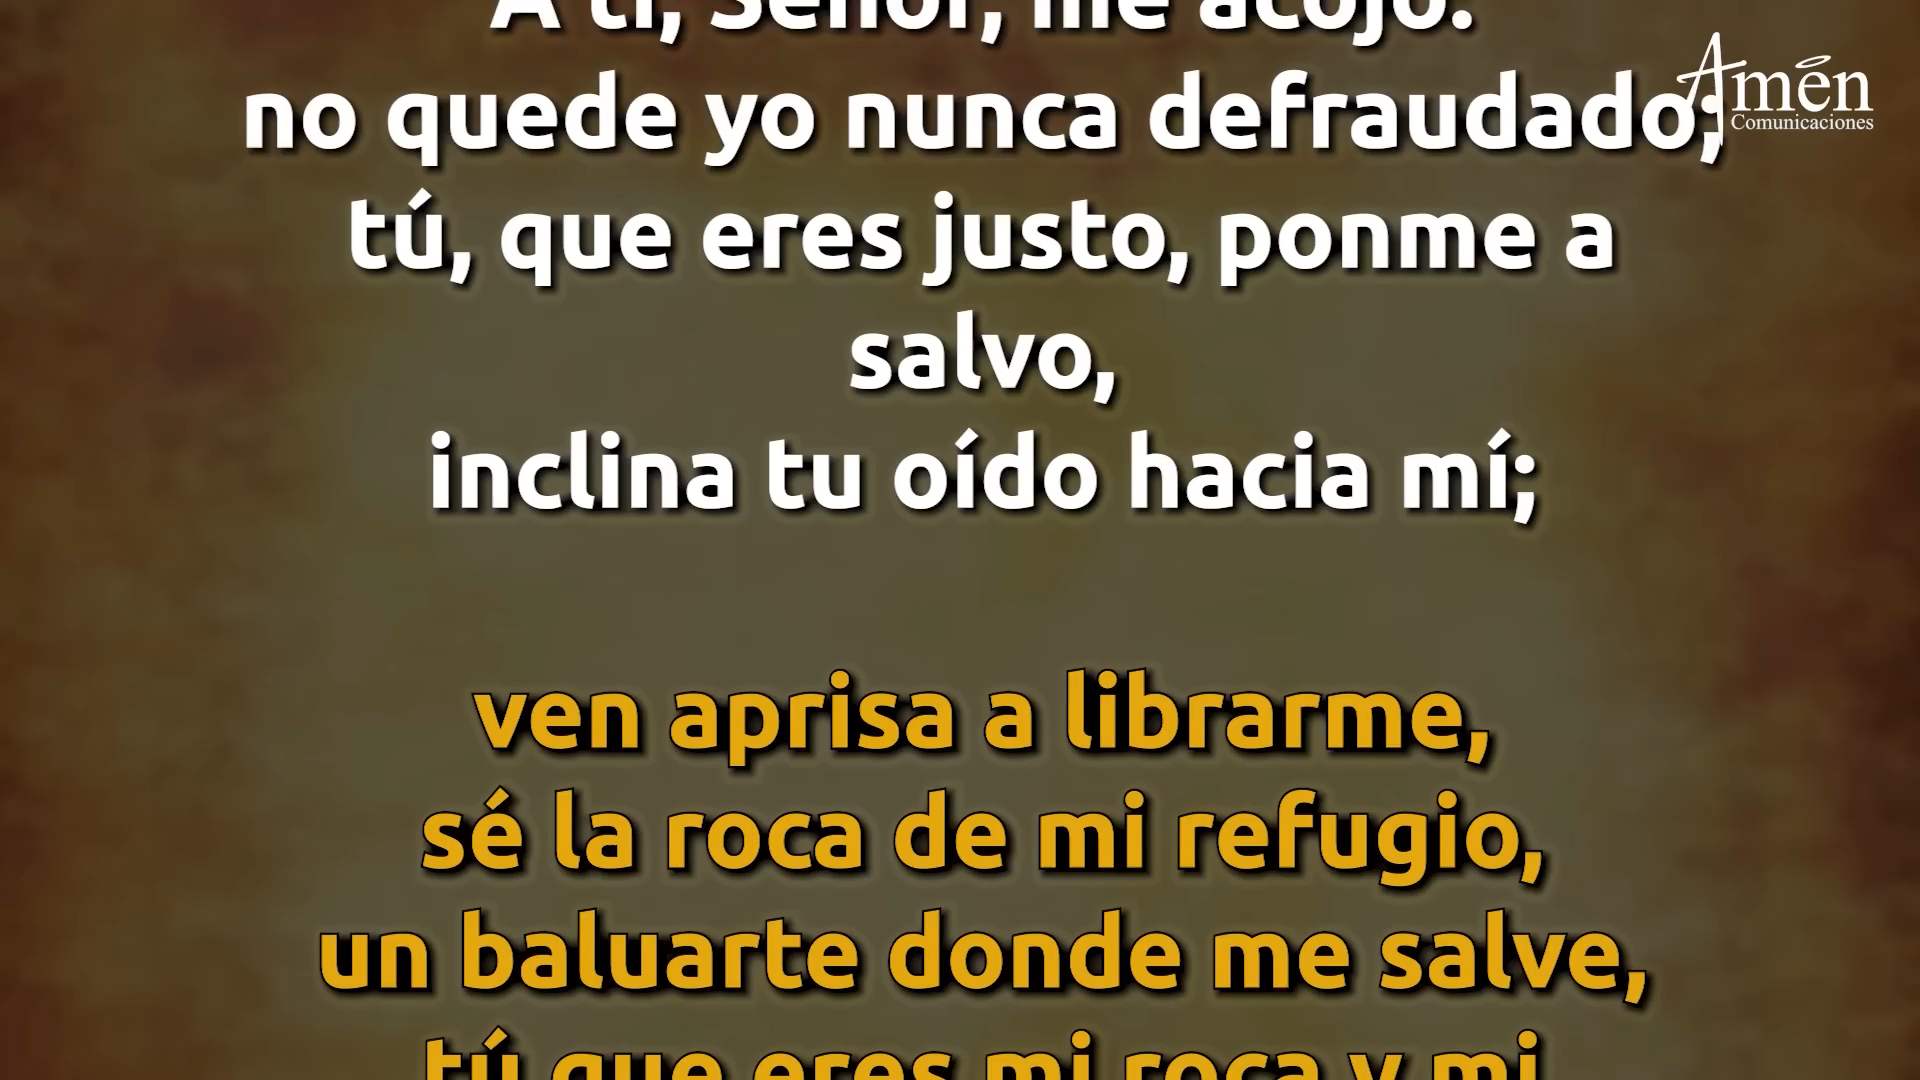 A ti, Señor, me acojo:
no quede yo nunca defraudado;
tú, que eres justo, ponme a
salvo,
inclina tu oído hacia mí;
ven aprisa a librarme,
sé la roca de mi refugio,
un baluarte donde me salve,
tú que eres mi roca y mi
Amén
Comunicaciones